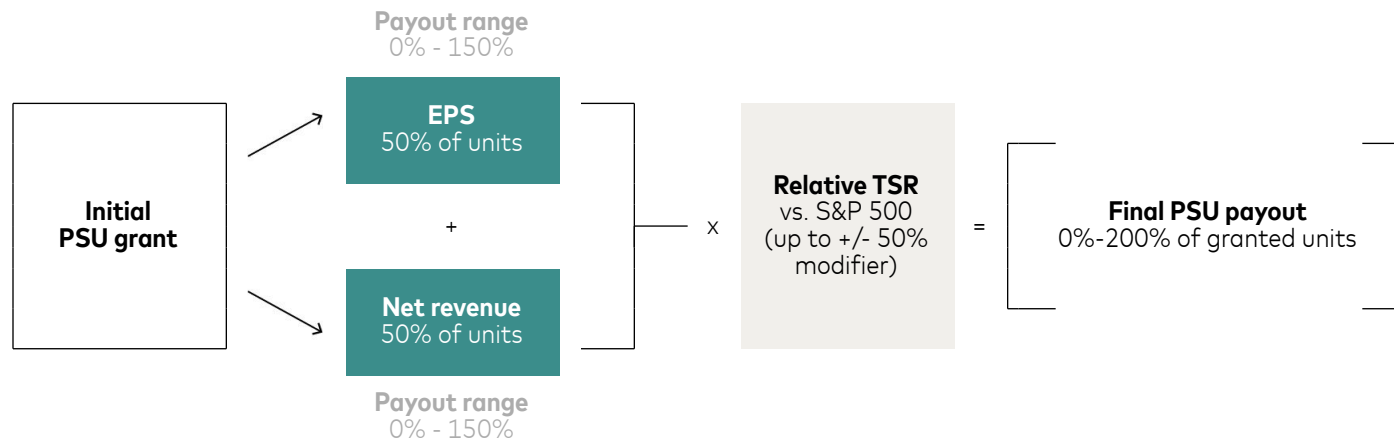 Initial
PSU grant
Payout range
0% - 150%
EPS
50% of units
+
Net revenue
50% of units
Payout range
0% - 150%
x
Relative TSR
vs. S&P 500
(up to +/- 50%
modifier)
=
Final PSU payout
0%-200% of granted units